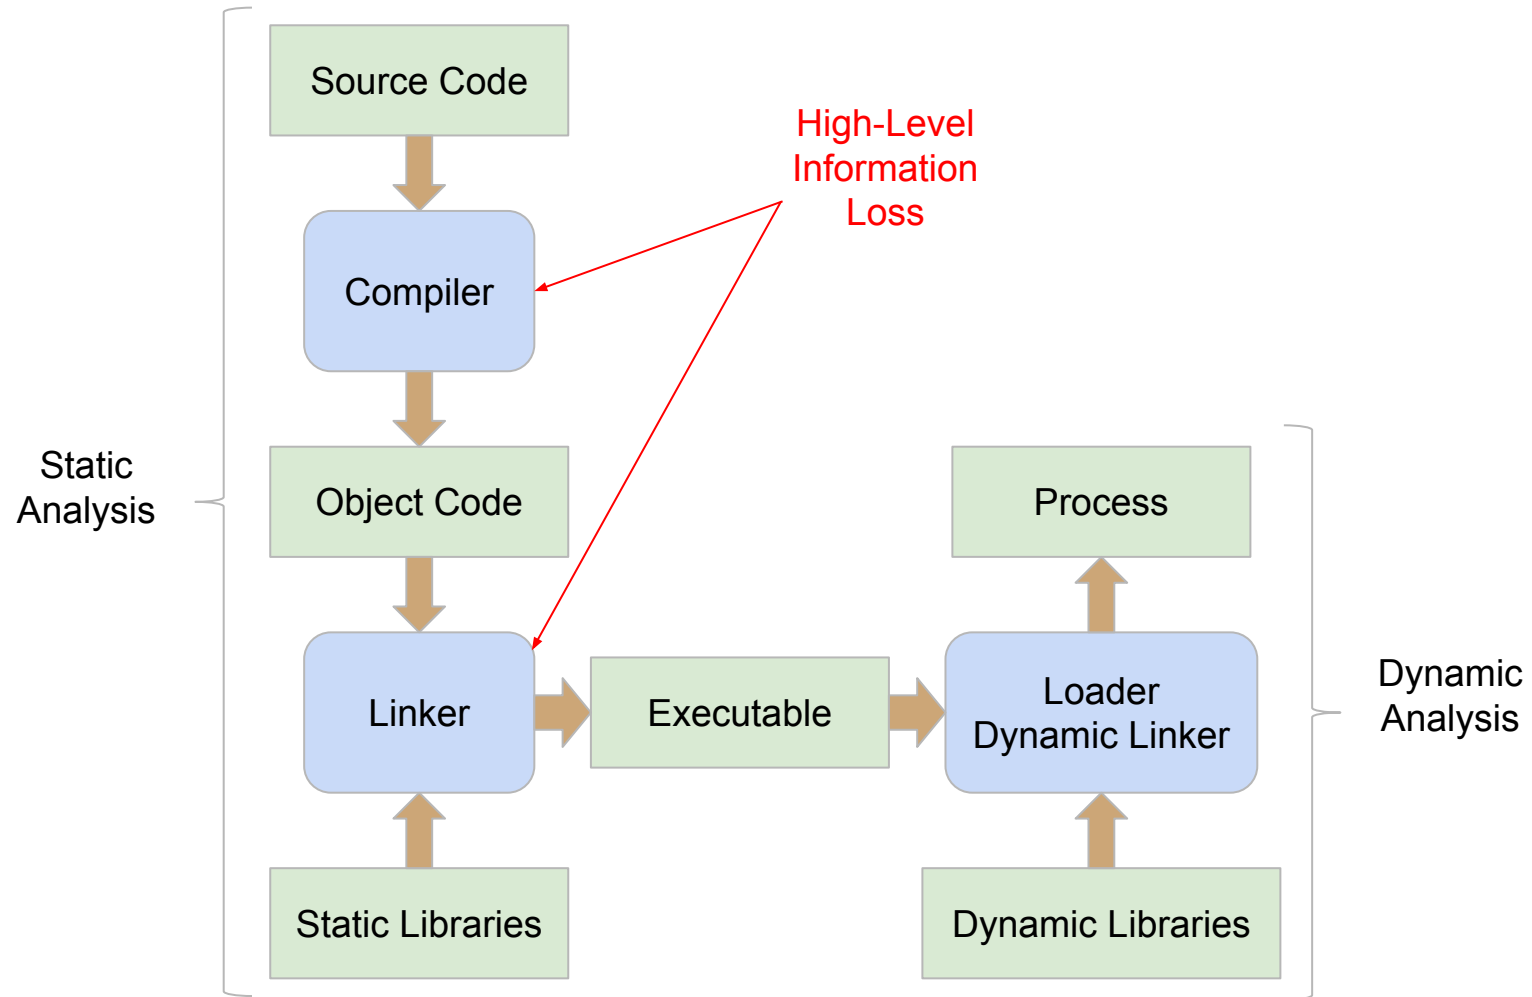 Source Code
High-Level
Information
Loss
Compiler
Static
Analysis
Object Code
Process
Linker
Executable
Loader
Dynamic Linker
Dynamic
Analysis
Static Libraries
Dynamic Libraries